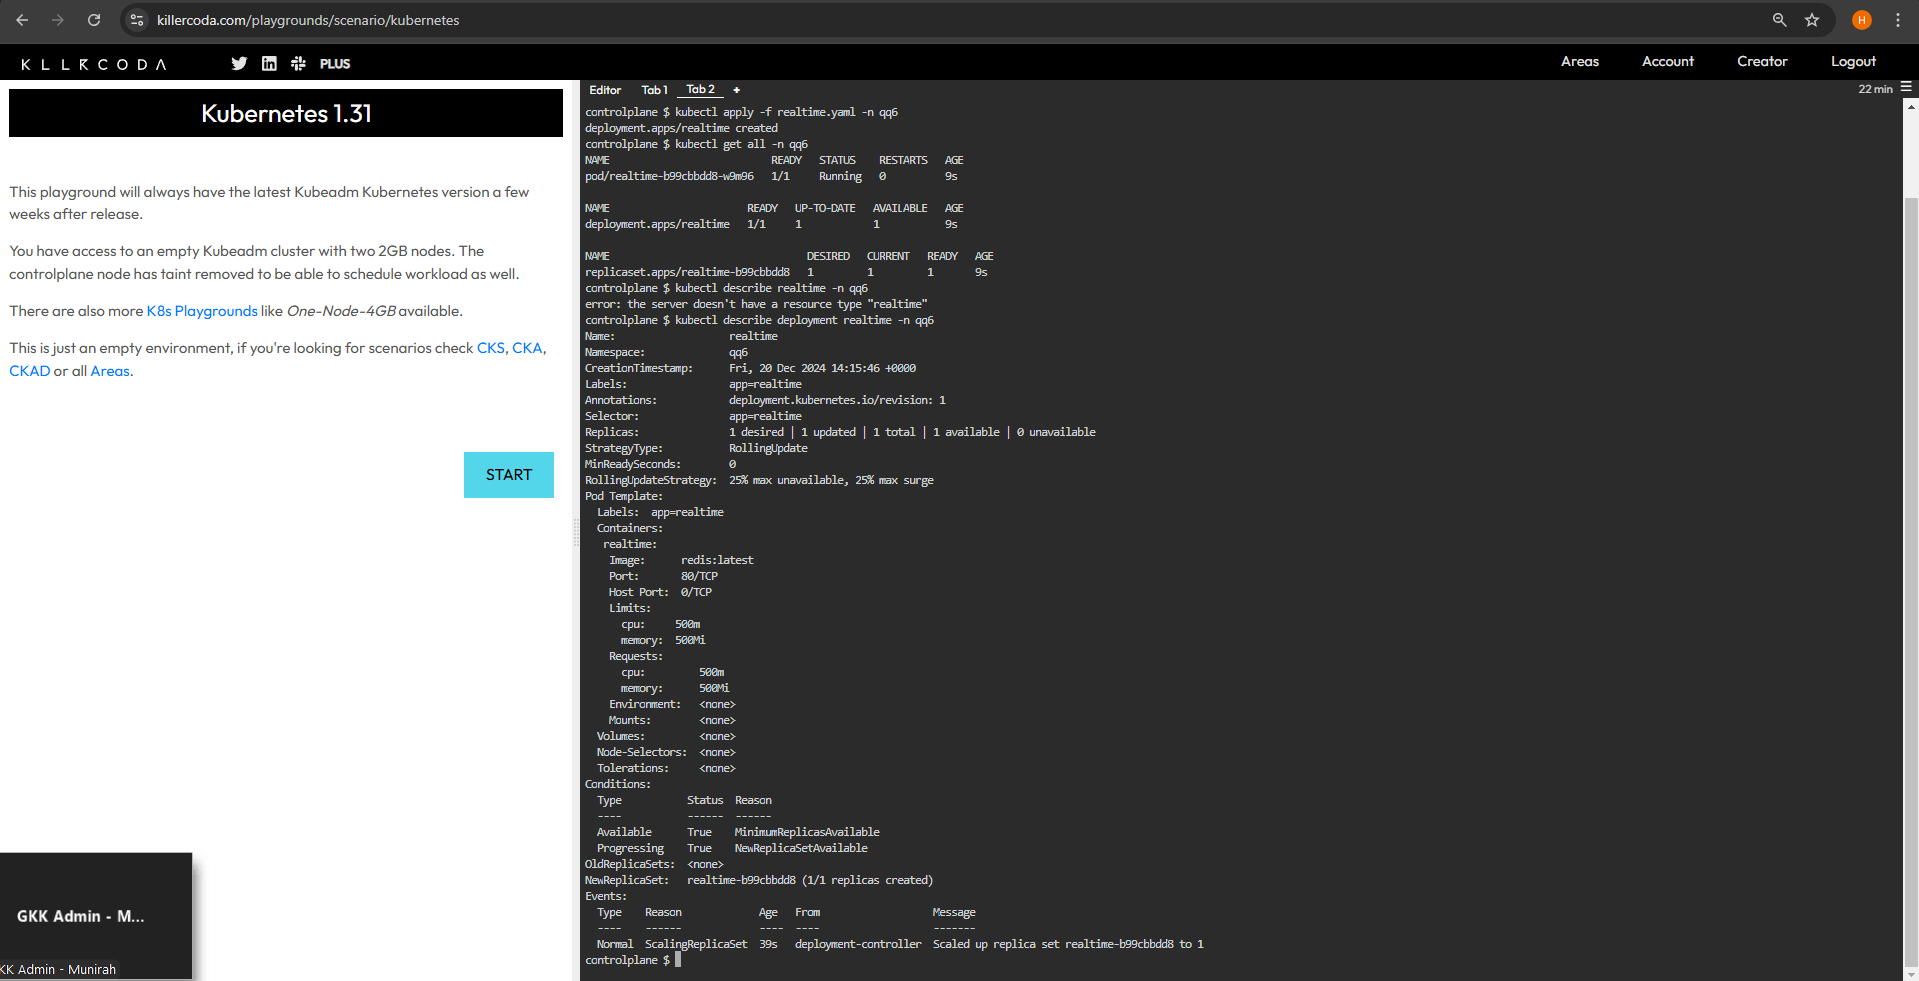 killercoda.com/playgrounds/scenario/kubernetes
H
KLLRCODA
PLUS
Areas
Account
Creator
Logout
Kubernetes 1.31
This playground will always have the latest Kubeadm Kubernetes version a few
weeks after release.
You have access to an empty Kubeadm cluster with two 2GB nodes. The
controlplane node has taint removed to be able to schedule workload as well.
There are also more K8s Playgrounds like One-Node-4GB available.
This is just an empty environment, if you're looking for scenarios check CKS, CKA,
CKAD or all Areas.
START
GKK Admin - M...
KK Admin - Munirah
Editor Tab 1 Tab 2 +
22 min
controlplane $ kubectl apply -f realtime.yaml -n qq6
deployment.apps/realtime created
controlplane $ kubectl get all -n qq6
NAME READY STATUS RESTARTS AGE
pod/realtime-b99cbbdd8-w9m96 1/1 Running 0 9s
NAME READY UP-TO-DATE AVAILABLE AGE
deployment.apps/realtime 1/1 1 1 9s
NAME DESIRED CURRENT READY AGE
replicaset.apps/realtime-b99cbbdd8 1 1 1 9s
controlplane $ kubectl describe realtime -n qq6
error: the server doesn't have a resource type "realtime"
controlplane $ kubectl describe deployment realtime -n qq6
Name: realtime
Namespace: qq6
CreationTimestamp: Fri, 20 Dec 2024 14:15:46 +0000
Labels: app=realtime
Annotations: deployment.kubernetes.io/revision: 1
Selector: app=realtime
Replicas: 1 desired | 1 updated | 1 total | 1 available | 0 unavailable
StrategyType: RollingUpdate
MinReadySeconds: 0
RollingUpdateStrategy: 25% max unavailable, 25% max surge
Pod Template:
Labels: app=realtime
Containers:
realtime:
Image: redis:latest
Port: 80/TCP
Host Port: 0/TCP
Limits:
cpu: 500m
memory: 500Mi
Requests:
cpu: 500m
memory: 500Mi
Environment: <none>
Mounts: <none>
Volumes: <none>
Node-Selectors: <none>
Tolerations: <none>
Conditions:
Type Status Reason
---- ------ ------
Available True MinimumReplicasAvailable
Progressing True NewReplicaSetAvailable
OldReplicaSets: <none>
NewReplicaSet: realtime-b99cbbdd8 (1/1 replicas created)
Events:
Type Reason Age From Message
---- ------ ---- ---- -------
Normal ScalingReplicaSet 39s deployment-controller Scaled up replica set realtime-b99cbbdd8 to 1
controlplane $